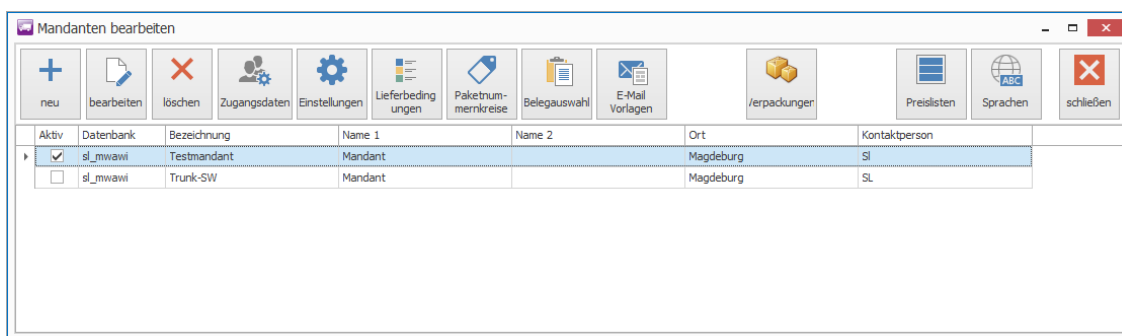 Mandanten bearbeiten
neu
bearbeiten
löschen
Zugangsdaten
Einstellungen
Lieferbeding
ungen
Paketnum-
mernkreise
Belegauswahl
E-Mail
Vorlagen
/erpackunger
Preislisten
ABC
Sprachen
schließen
Aktiv Datenbank Bezeichnung Name 1 Name 2 Ort Kontaktperson
sl_mwawi Testmandant Mandant Magdeburg Sl
sl_mwawi Trunk-SW Mandant Magdeburg SL